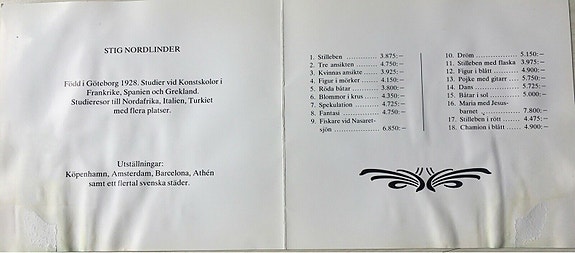 STIG NORDLINDER
Född i Göteborg 1928. Studier vid Konstskolor i
Frankrike, Spanien och Grekland.
Studieresor till Nordafrika, Italien, Turkiet
med flera platser.
Utställningar:
Köpenhamn, Amsterdam, Barcelona, Athén
samt ett flertal svenska städer.
1. Stilleben .................. 3.875:—
2. Tre ansikten ............ 4.750:—
3. Kvinnas ansikte ........ 3.925:—
4. Figur i mörker .......... 4.150:—
5. Röda båtar ............... 3.800:—
6. Blommor i krus ........ 4.350:—
7. Spekulation .............. 4.725:—
8. Fantasi .................... 4.750:—
9. Fiskare vid Nasaret-
sjön ........................ 6.850:—
10. Dröm ...................... 5.150:—
11. Stilleben med flaska 3.975:—
12. Figur i blått ............ 4.900:—
13. Pojke med gitarr ...... 5.750:—
14. Dans ....................... 5.725:—
15. Båtar i sol ............... 5.000:—
16. Maria med Jesus-
barnet ..................... 7.800:—
17. Stilleben i rött ......... 4.475:—
18. Chamion i blått ....... 4.900:—